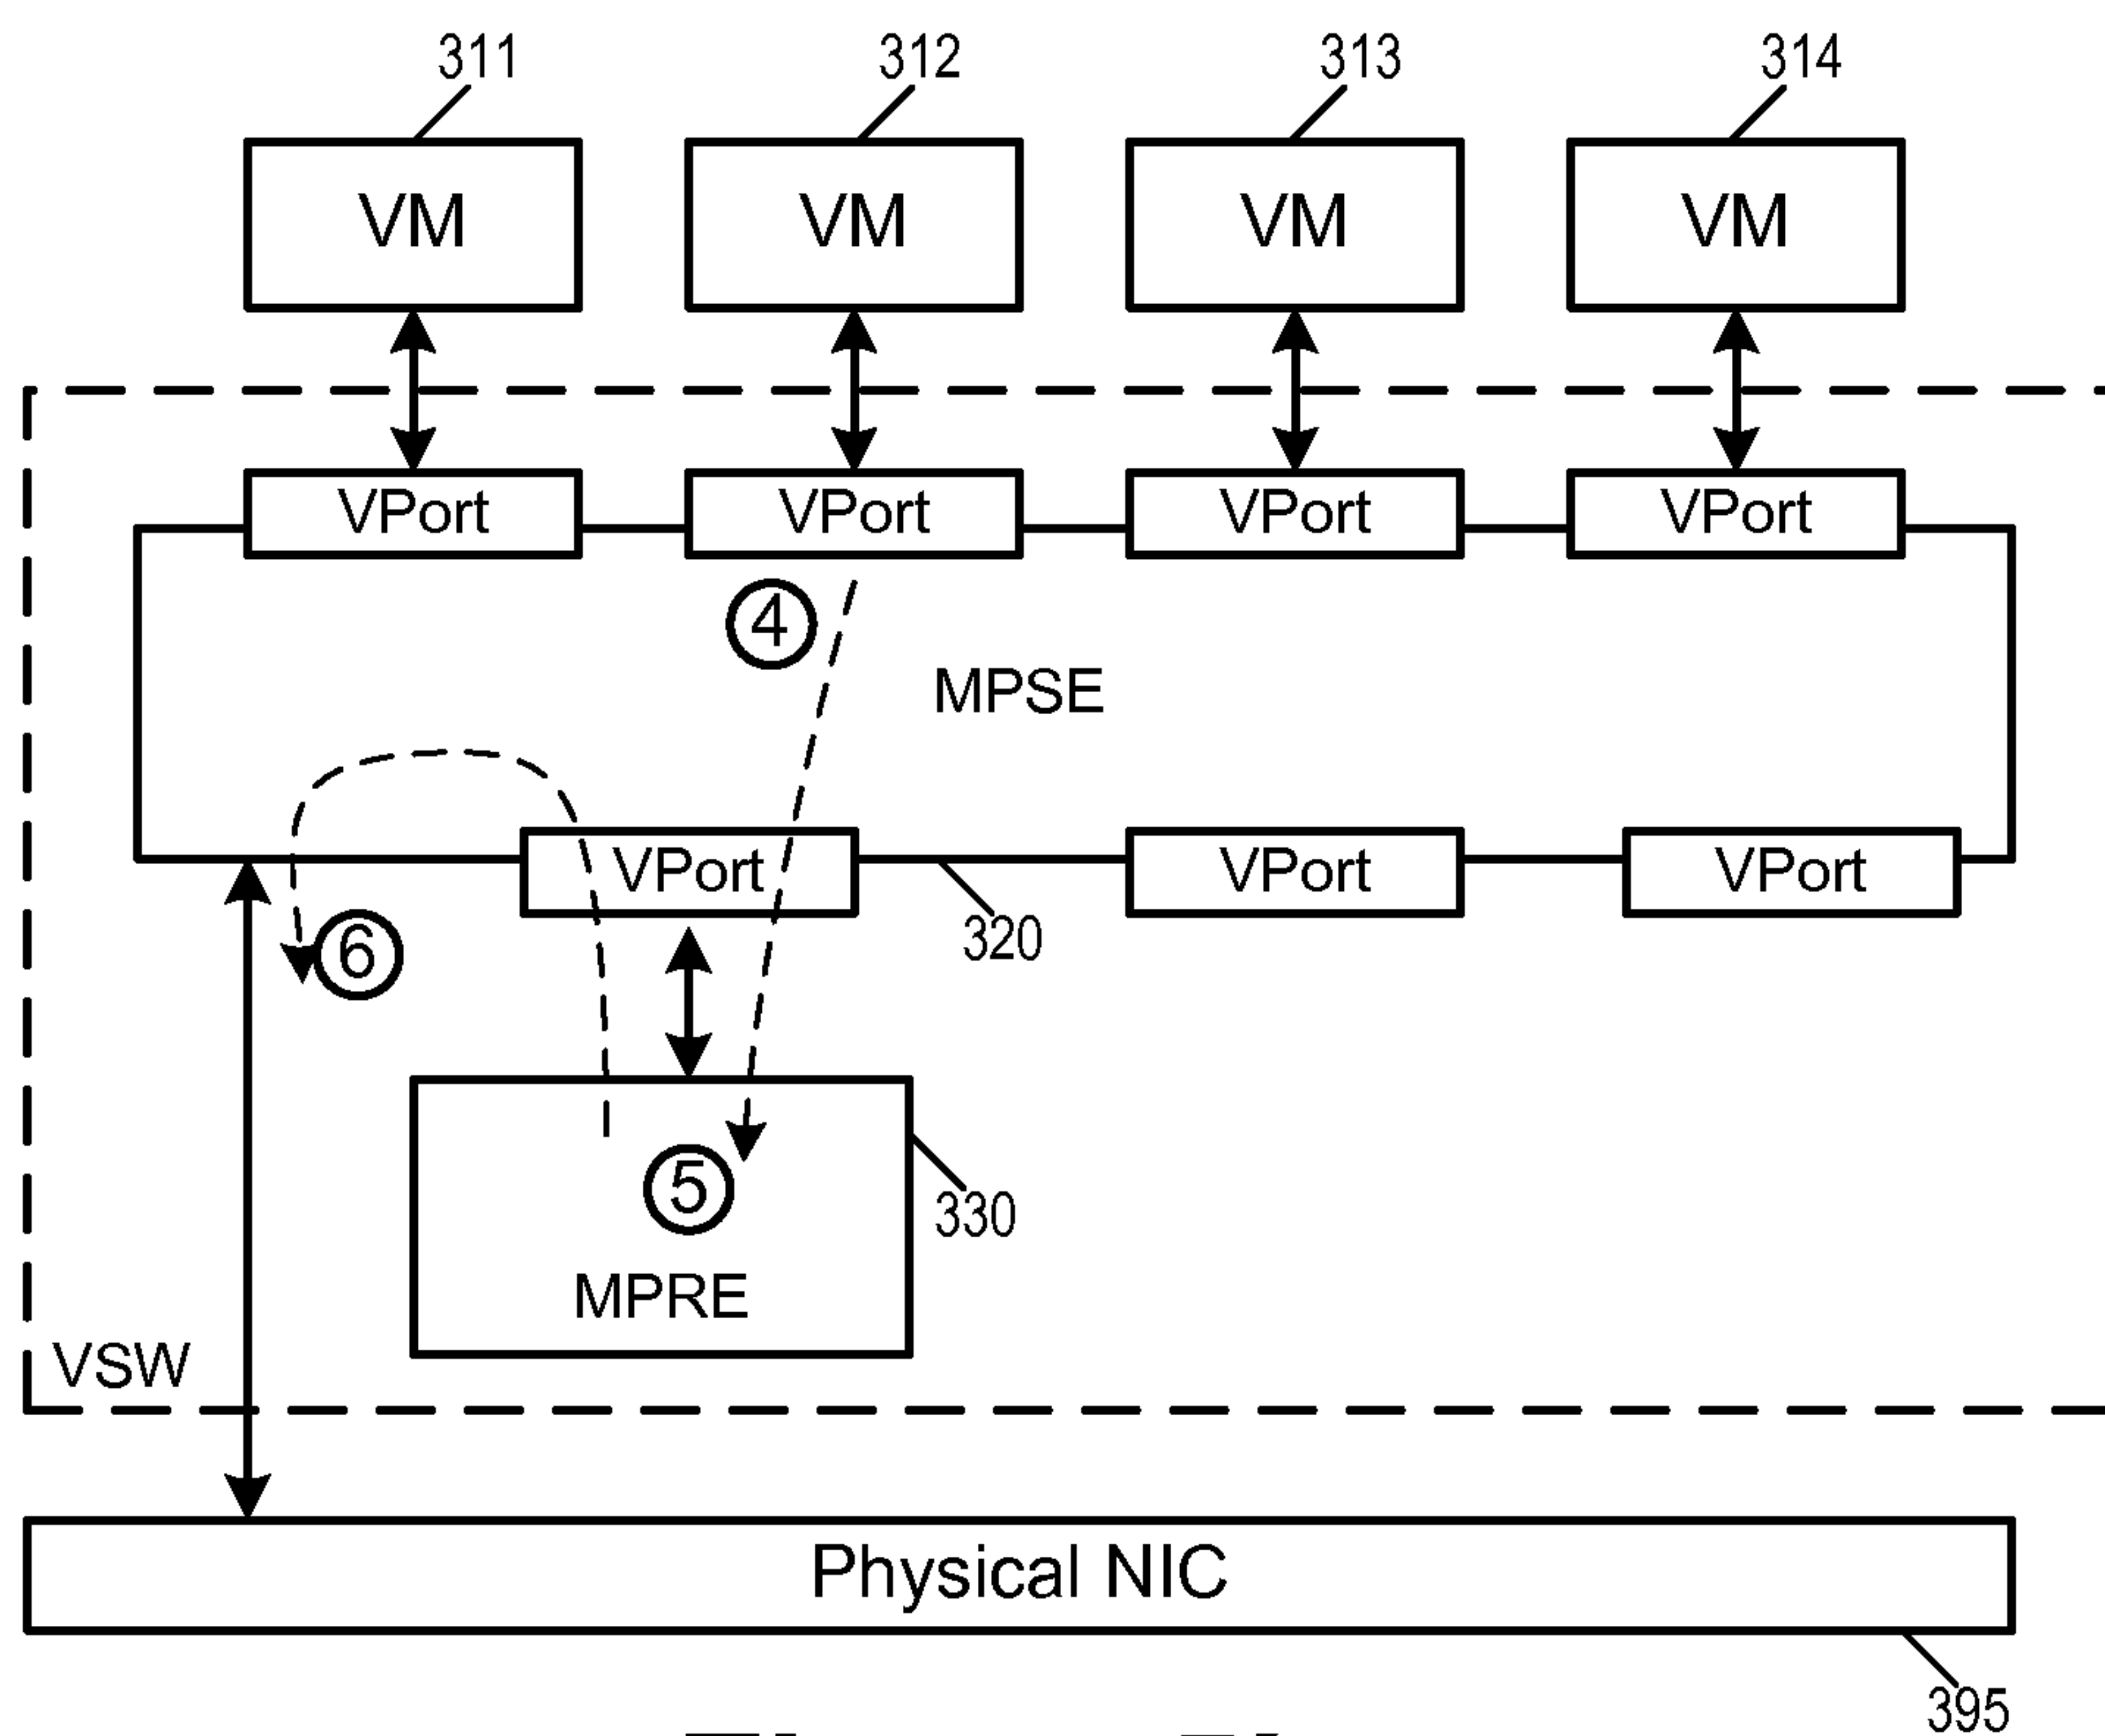 311 312 313 314
VM VM VM VM
VPort VPort VPort VPort
4
MPSE
VPort VPort VPort
320
6
5
330
MPRE
VSW
Physical NIC
395